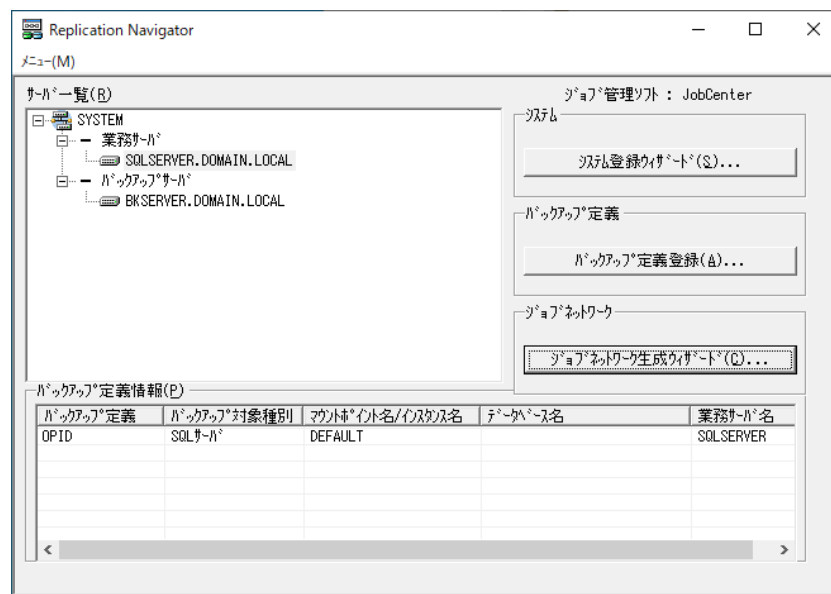 Replication Navigator
ﾒﾆｭｰ(M)
ｻｰﾊﾞ一覧(R)
ｼﾞｮﾌﾞ管理ｿﾌﾄ : JobCenter
SYSTEM
業務ｻｰﾊﾞ
SQLSERVER.DOMAIN.LOCAL
ﾊﾞｯｸｱｯﾌﾟｻｰﾊﾞ
BKSERVER.DOMAIN.LOCAL
ｼｽﾃﾑ
ｼｽﾃﾑ登録ｳｨｻﾞｰﾄﾞ(S)...
ﾊﾞｯｸｱｯﾌﾟ定義
ﾊﾞｯｸｱｯﾌﾟ定義登録(A)...
ｼﾞｮﾌﾞﾈｯﾄﾜｰｸ
ｼﾞｮﾌﾞﾈｯﾄﾜｰｸ生成ｳｨｻﾞｰﾄﾞ(C)...
ﾊﾞｯｸｱｯﾌﾟ定義情報(P)
ﾊﾞｯｸｱｯﾌﾟ定義 ﾊﾞｯｸｱｯﾌﾟ対象種別 ﾏｳﾝﾄﾎﾟｲﾝﾄ名/ｲﾝｽﾀﾝｽ名 ﾃﾞｰﾀﾍﾞｰｽ名 業務ｻｰﾊﾞ名
OPID SQLｻｰﾊﾞ DEFAULT SQLSERVER